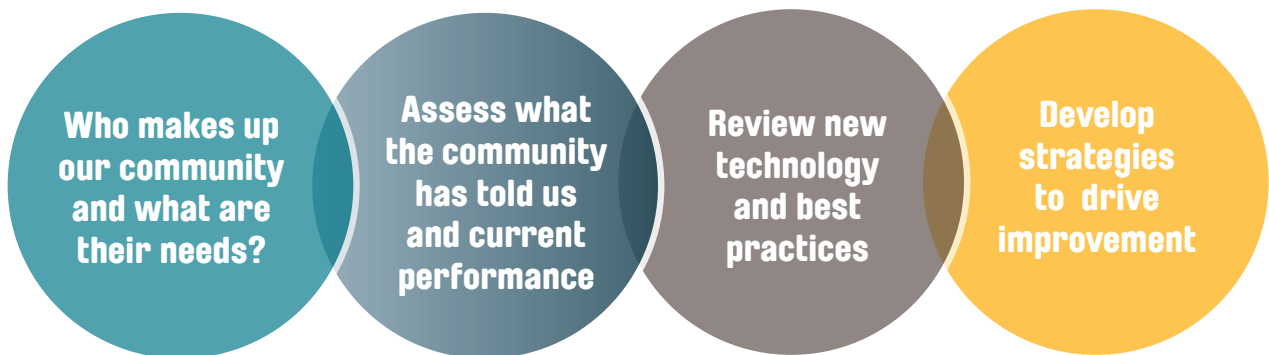 Who makes up
our community
and what are
their needs?
Assess what
the community
has told us
and current
performance
Review new
technology
and best
practices
Develop
strategies
to drive
improvement